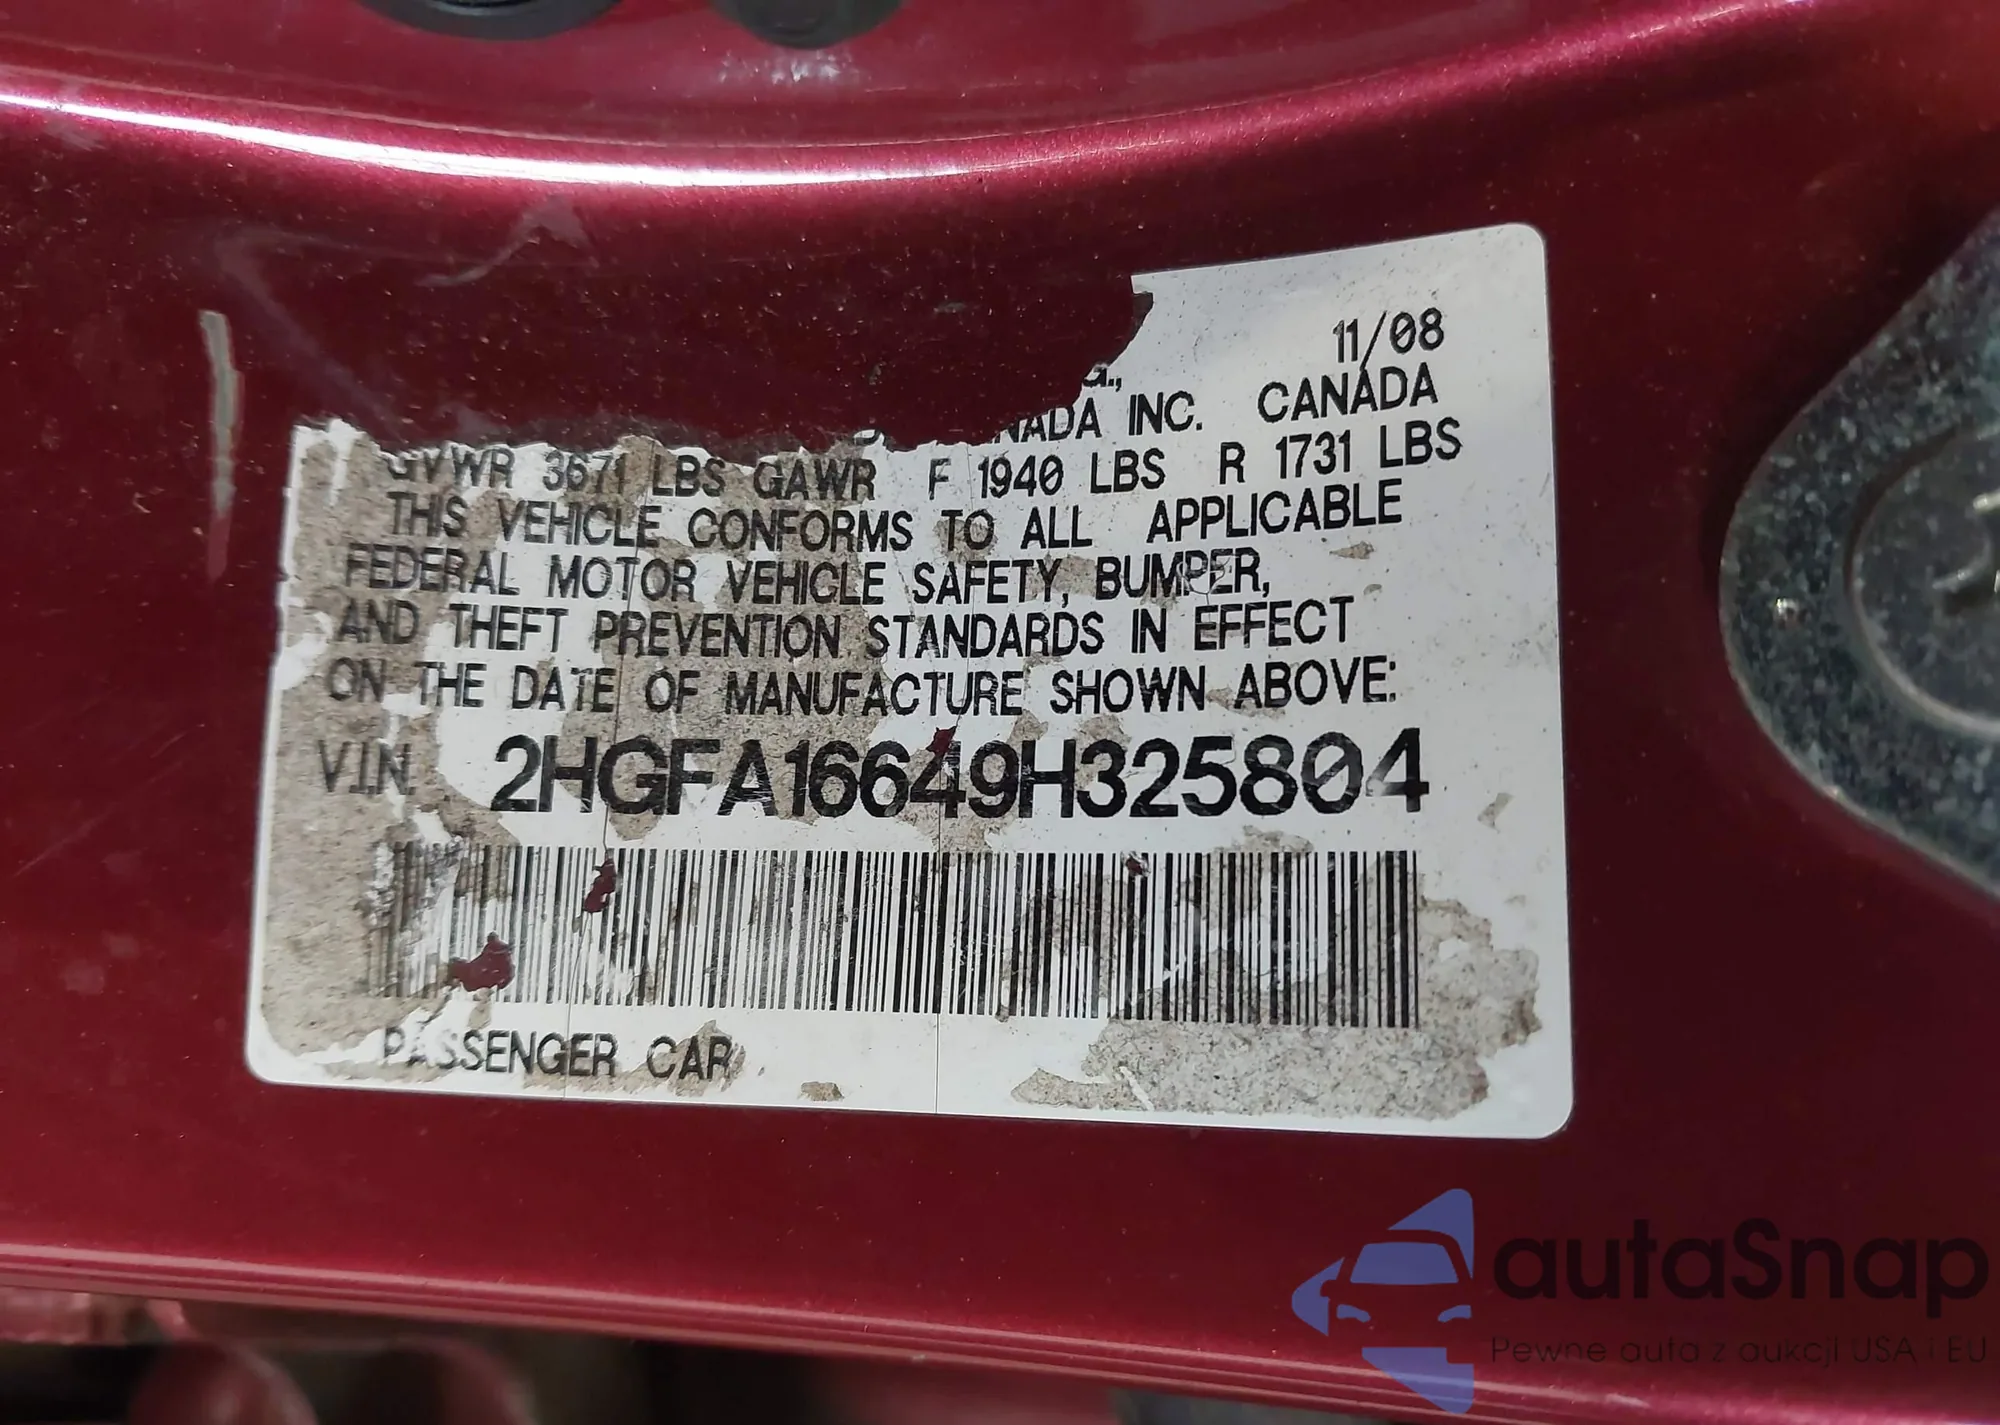 11/08
INC. CANADA
GVWR 3671 LBS GAWR F 1940 LBS R 1731 LBS
THIS VEHICLE CONFORMS TO ALL APPLICABLE
FEDERAL MOTOR VEHICLE SAFETY, BUMPER,
AND THEFT PREVENTION STANDARDS IN EFFECT
ON THE DATE OF MANUFACTURE SHOWN ABOVE:
V.I.N. 2HGFA16649H325804
PASSENGER CAR
autaSnap
Pewne auta z aukcji USA i EU